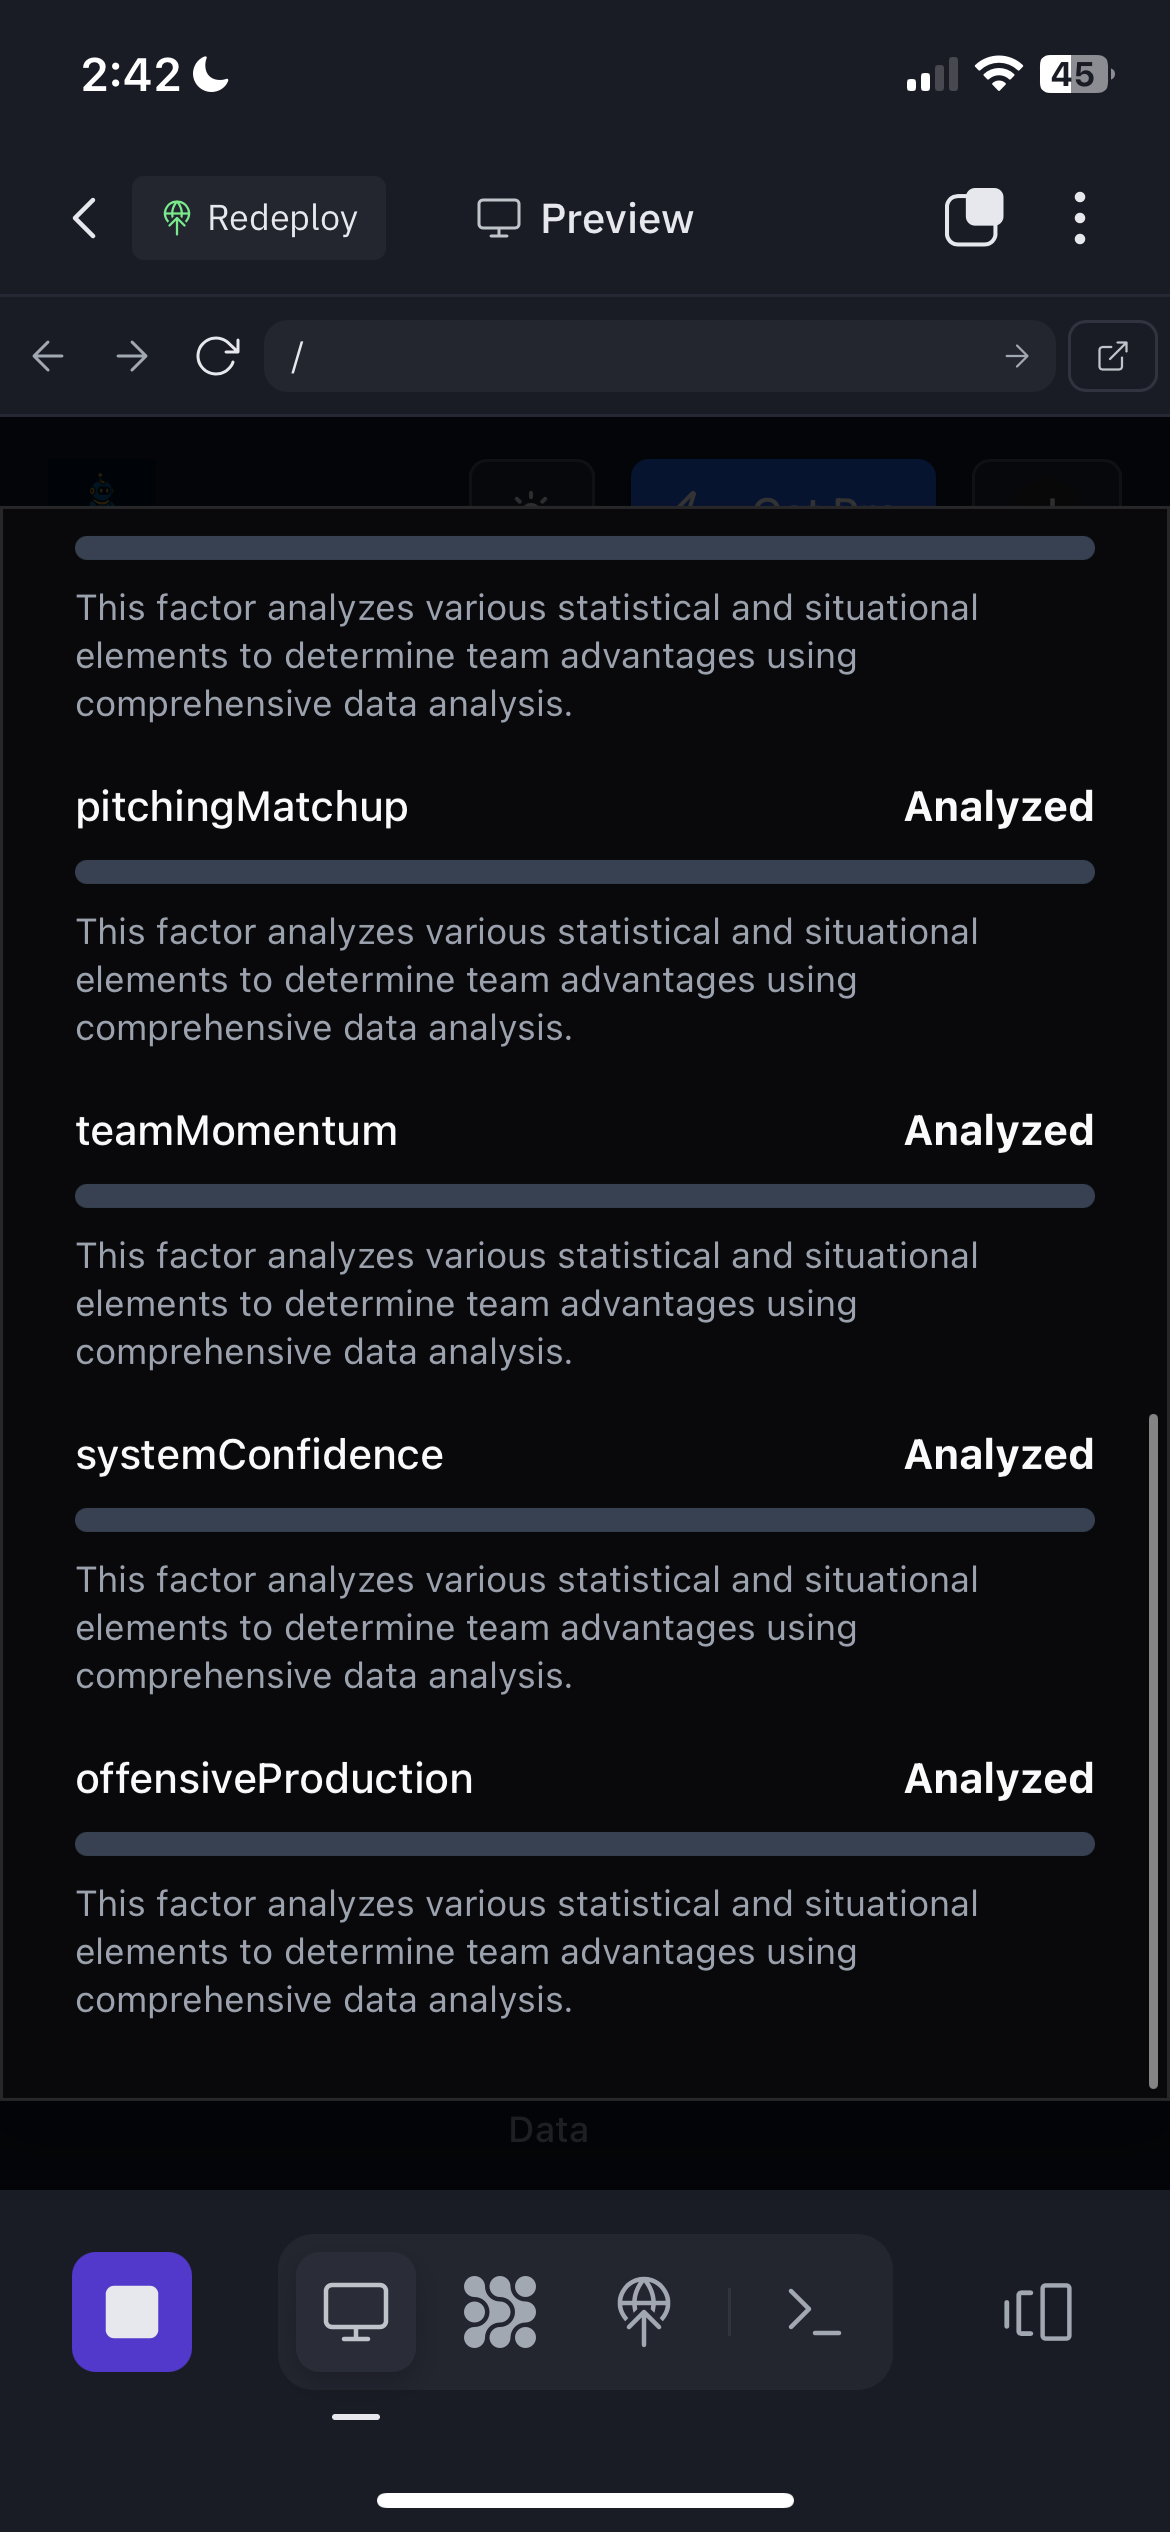 2:42
45
Redeploy
Preview
/
This factor analyzes various statistical and situational
elements to determine team advantages using
comprehensive data analysis.
pitchingMatchup
Analyzed
This factor analyzes various statistical and situational
elements to determine team advantages using
comprehensive data analysis.
teamMomentum
Analyzed
This factor analyzes various statistical and situational
elements to determine team advantages using
comprehensive data analysis.
systemConfidence
Analyzed
This factor analyzes various statistical and situational
elements to determine team advantages using
comprehensive data analysis.
offensiveProduction
Analyzed
This factor analyzes various statistical and situational
elements to determine team advantages using
comprehensive data analysis.
Data